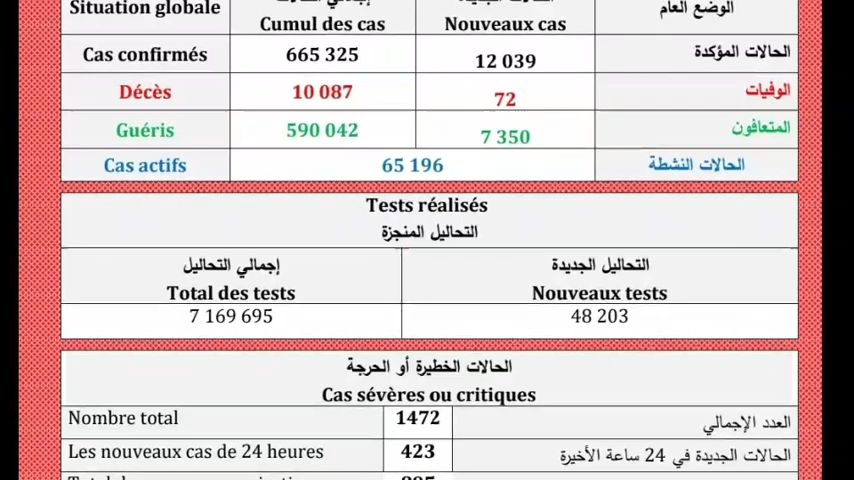 Situation globale
Cumul des cas
Nouveaux cas
الوضع العام
Cas confirmés 665 325 12 039 الحالات المؤكدة
Décès 10 087 72 الوفيات
Guéris 590 042 7 350 المتعافون
Cas actifs 65 196 الحالات النشطة
Tests réalisés
التحاليل المنجزة
إجمالي التحاليل
Total des tests
التحاليل الجديدة
Nouveaux tests
7 169 695 48 203
الحالات الخطيرة أو الحرجة
Cas sévères ou critiques
Nombre total 1472 العدد الإجمالي
Les nouveaux cas de 24 heures 423 الحالات الجديدة في 24 ساعة الأخيرة